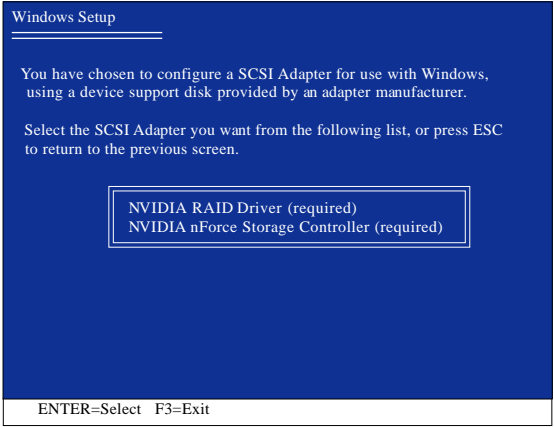 Windows Setup
You have chosen to configure a SCSI Adapter for use with Windows,
using a device support disk provided by an adapter manufacturer.
Select the SCSI Adapter you want from the following list, or press ESC
to return to the previous screen.
NVIDIA RAID Driver (required)
NVIDIA nForce Storage Controller (required)
ENTER=Select F3=Exit